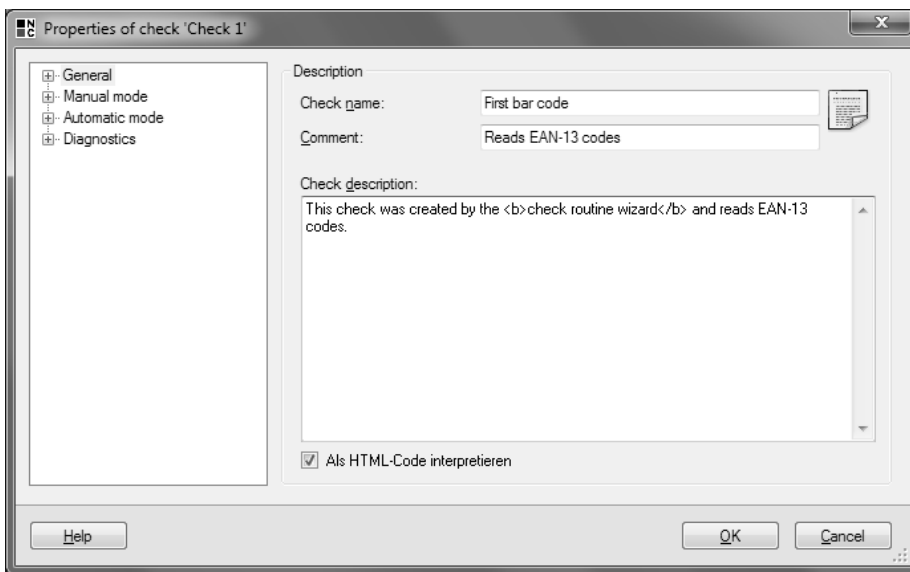 Properties of check 'Check 1'
General
Manual mode
Automatic mode
Diagnostics
Description
Check name: First bar code
Comment: Reads EAN-13 codes
Check description:
This check was created by the <b>check routine wizard</b> and reads EAN-13
codes.
Als HTML-Code interpretieren
Help OK Cancel